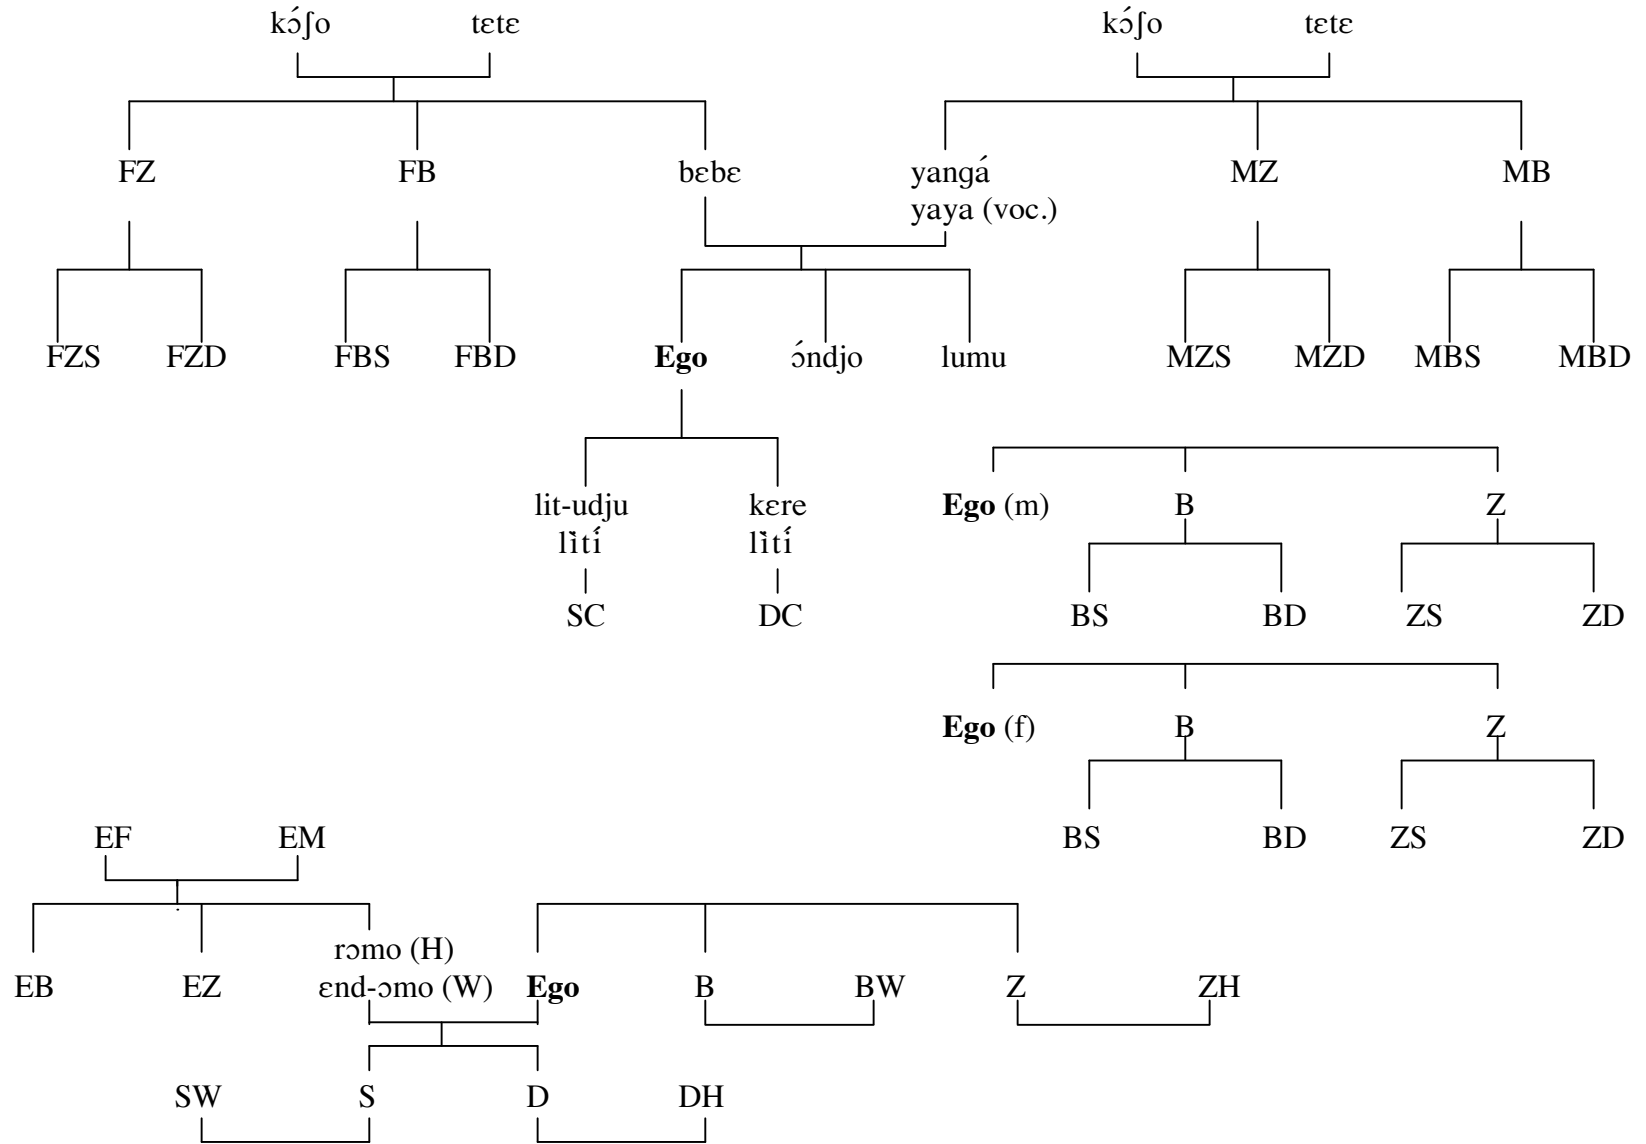 kɔ́ʃo tɛtɛ kɔ́ʃo tɛtɛ
FZ FB bɛbɛ yangá MZ MB
yaya (voc.)
FZS FZD FBS FBD Ego ɔ́ndjo lumu MZS MZD MBS MBD
lit-udju kɛre Ego (m) B Z
lìtí lìtí
SC DC BS BD ZS ZD
Ego (f) B Z
EF EM BS BD ZS ZD
rɔmo (H)
EB EZ ɛnd-ɔmo (W) Ego B BW Z ZH
SW S D DH